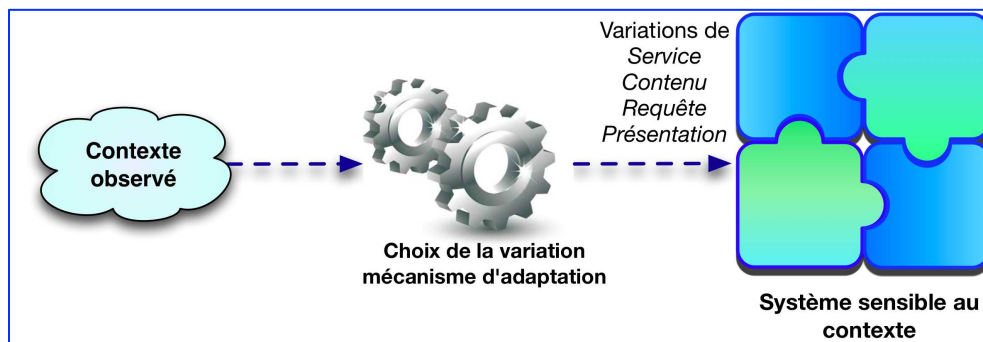 Contexte
observé
Choix de la variation
mécanisme d'adaptation
Variations de
Service
Contenu
Requête
Présentation
Système sensible au
contexte